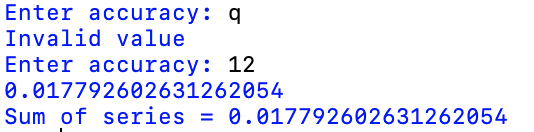 Enter accuracy: q
Invalid value
Enter accuracy: 12
0.017792602631262054
Sum of series = 0.017792602631262054